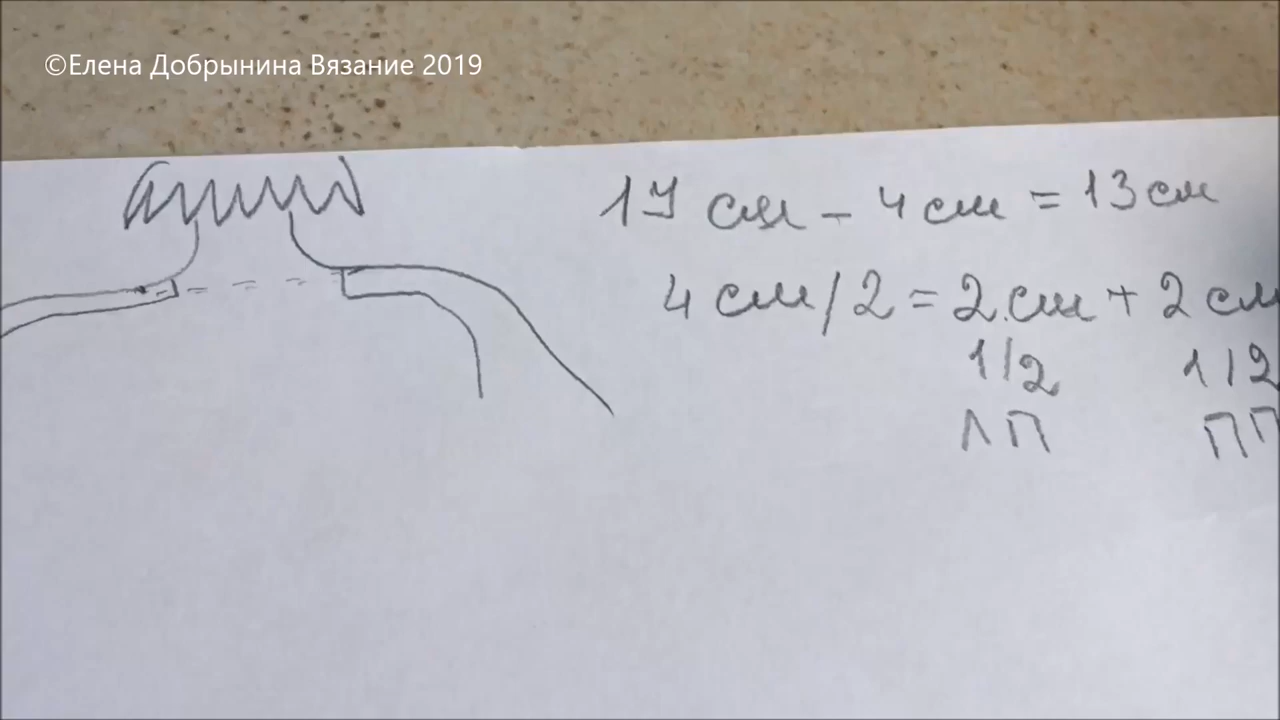 ©Елена Добрынина Вязание 2019
17 см - 4 см = 13 см
4 см/2 = 2 см + 2 см
1/2 1/2
ЛП ПП